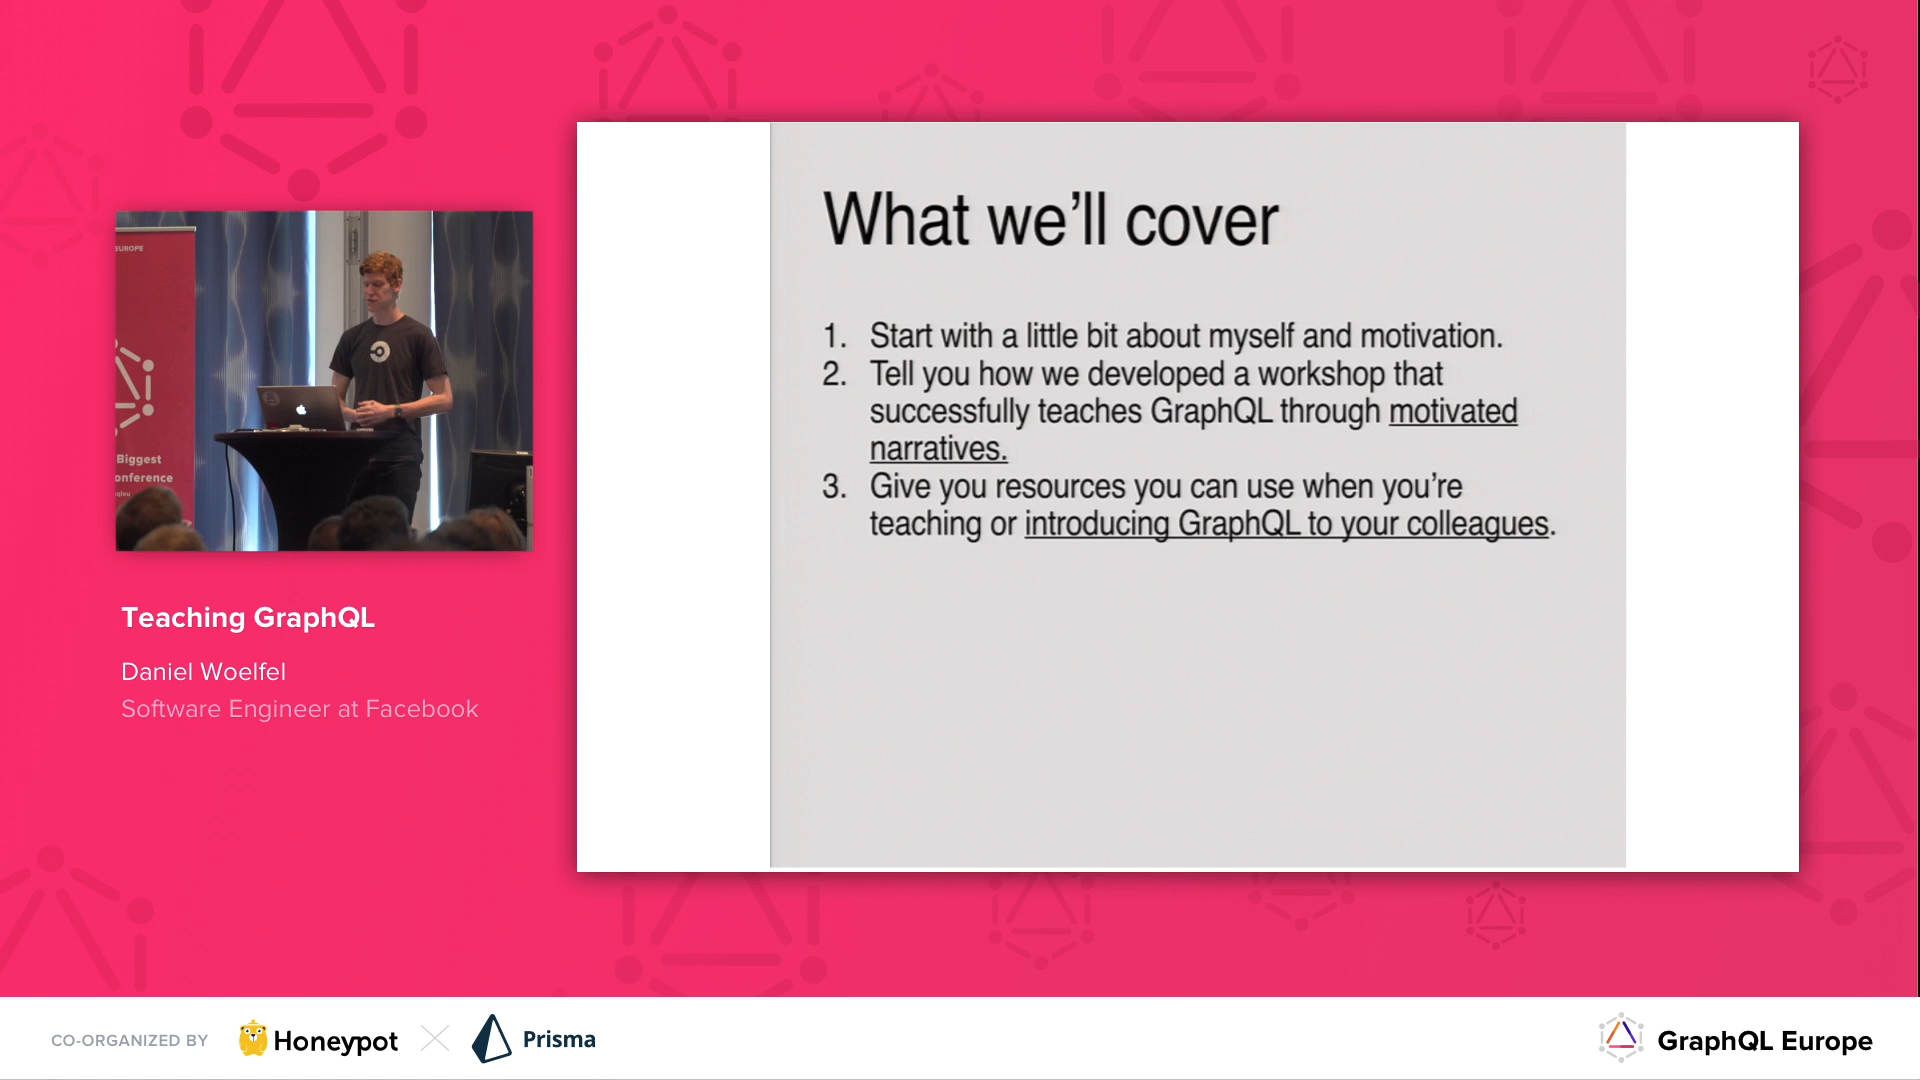 EUROPE
Biggest
onference
What we'll cover
1. Start with a little bit about myself and motivation.
2. Tell you how we developed a workshop that
successfully teaches GraphQL through motivated
narratives.
3. Give you resources you can use when you're
teaching or introducing GraphQL to your colleagues.
Teaching GraphQL
Daniel Woelfel
Software Engineer at Facebook
CO-ORGANIZED BY
Honeypot
Prisma
GraphQL Europe